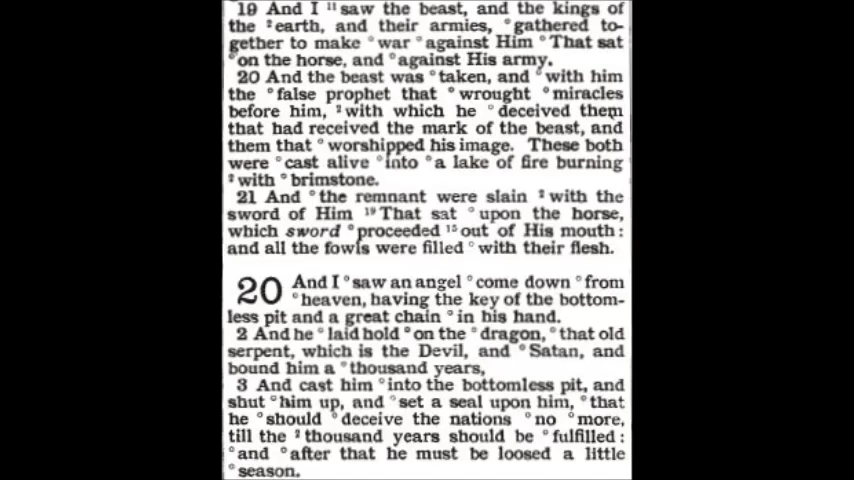 19 And I ¹¹ saw the beast, and the kings of
the ² earth, and their armies, ° gathered to-
gether to make ° war ° against Him ° That sat
° on the horse, and ° against His army.
20 And the beast was ° taken, and ° with him
the ° false prophet that ° wrought ° miracles
before him, ² with which he ° deceived them
that had received the mark of the beast, and
them that ° worshipped his image. These both
were ° cast alive ° into ° a lake of fire burning
² with ° brimstone.
21 And ° the remnant were slain ² with the
sword of Him ¹⁹ That sat ° upon the horse,
which sword ° proceeded ¹⁵ out of His mouth :
and all the fowls were filled ° with their flesh.
20 And I ° saw an angel ° come down ° from
° heaven, having the key of the bottom-
less pit and a great chain ° in his hand.
2 And he ° laid hold ° on the ° dragon, ° that old
serpent, which is the Devil, and ° Satan, and
bound him a ° thousand years,
3 And cast him ° into the bottomless pit, and
shut ° him up, and ° set a seal upon him, ° that
he ° should ° deceive the nations ° no ° more,
till the ² thousand years should be ° fulfilled :
° and ° after that he must be loosed a little
° season.